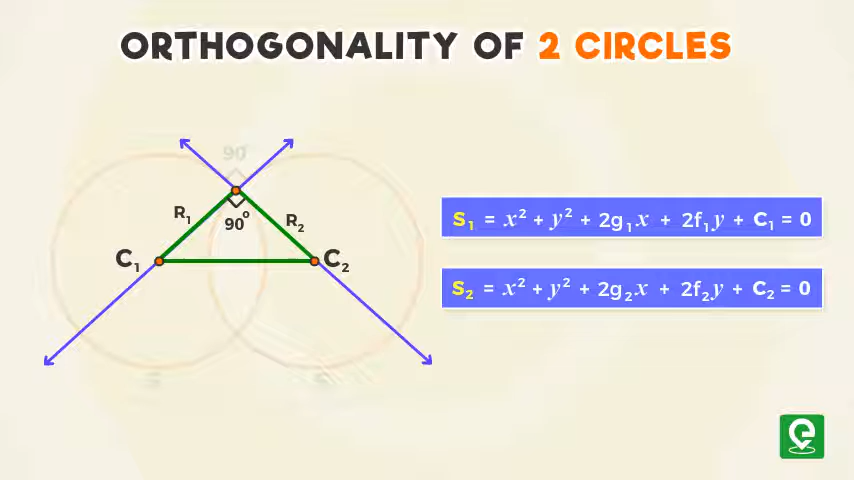 ORTHOGONALITY OF 2 CIRCLES
90°
R₁
90°
R₂
C₁
C₂
S₁ = x² + y² + 2g₁x + 2f₁y + C₁ = 0
S₂ = x² + y² + 2g₂x + 2f₂y + C₂ = 0